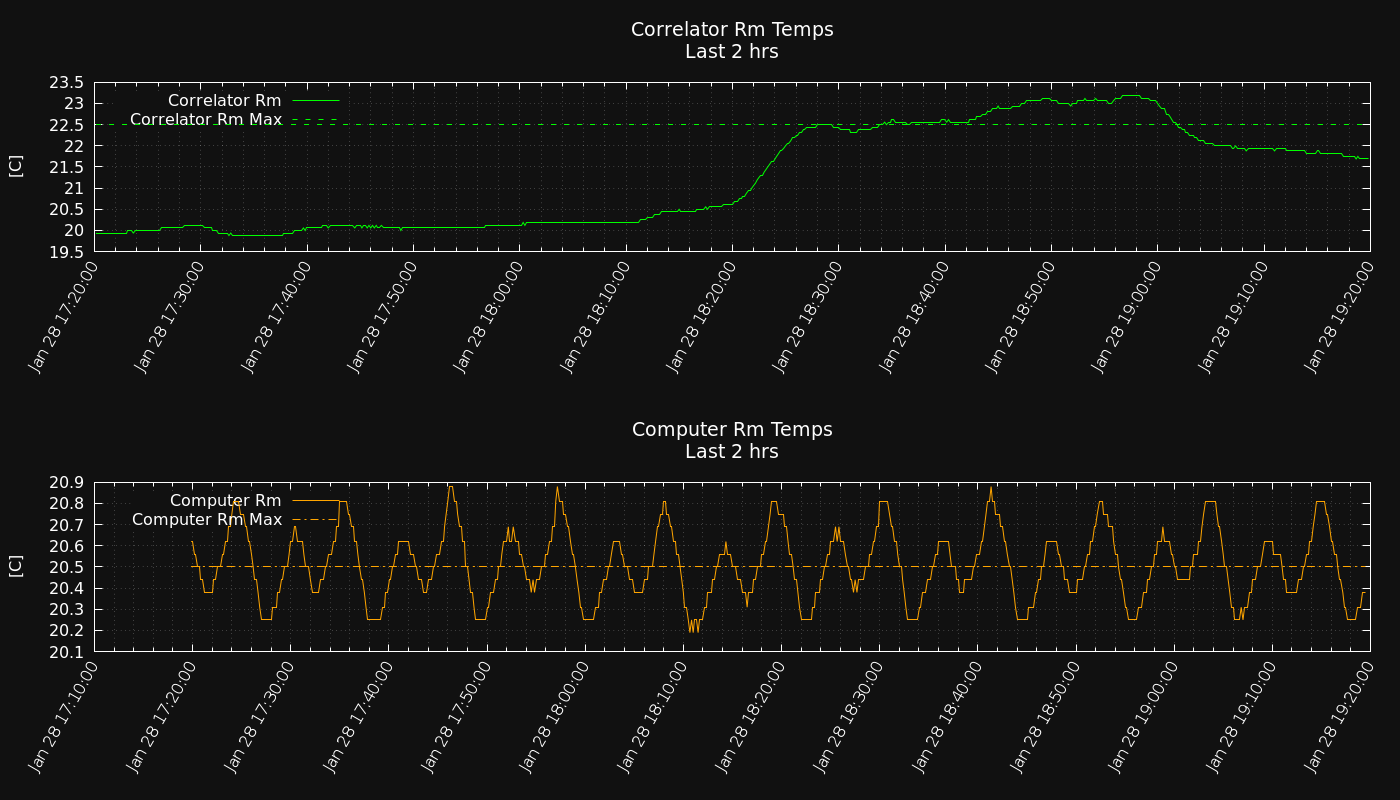 Correlator Rm Temps
Last 2 hrs
23.5
23
22.5
22
21.5
21
20.5
20
19.5
[C]
Correlator Rm
Correlator Rm Max
Jan 28 17:20:00
Jan 28 17:30:00
Jan 28 17:40:00
Jan 28 17:50:00
Jan 28 18:00:00
Jan 28 18:10:00
Jan 28 18:20:00
Jan 28 18:30:00
Jan 28 18:40:00
Jan 28 18:50:00
Jan 28 19:00:00
Jan 28 19:10:00
Jan 28 19:20:00
Computer Rm Temps
Last 2 hrs
20.9
20.8
20.7
20.6
20.5
20.4
20.3
20.2
20.1
[C]
Computer Rm
Computer Rm Max
Jan 28 17:10:00
Jan 28 17:20:00
Jan 28 17:30:00
Jan 28 17:40:00
Jan 28 17:50:00
Jan 28 18:00:00
Jan 28 18:10:00
Jan 28 18:20:00
Jan 28 18:30:00
Jan 28 18:40:00
Jan 28 18:50:00
Jan 28 19:00:00
Jan 28 19:10:00
Jan 28 19:20:00